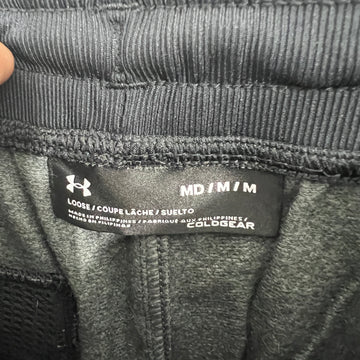 MD / M / M
LOOSE / COUPE LÂCHE / SUELTO
MADE IN PHILIPPINES / FABRIQUÉ AUX PHILIPPINES /
HECHO EN FILIPINAS
COLDGEAR